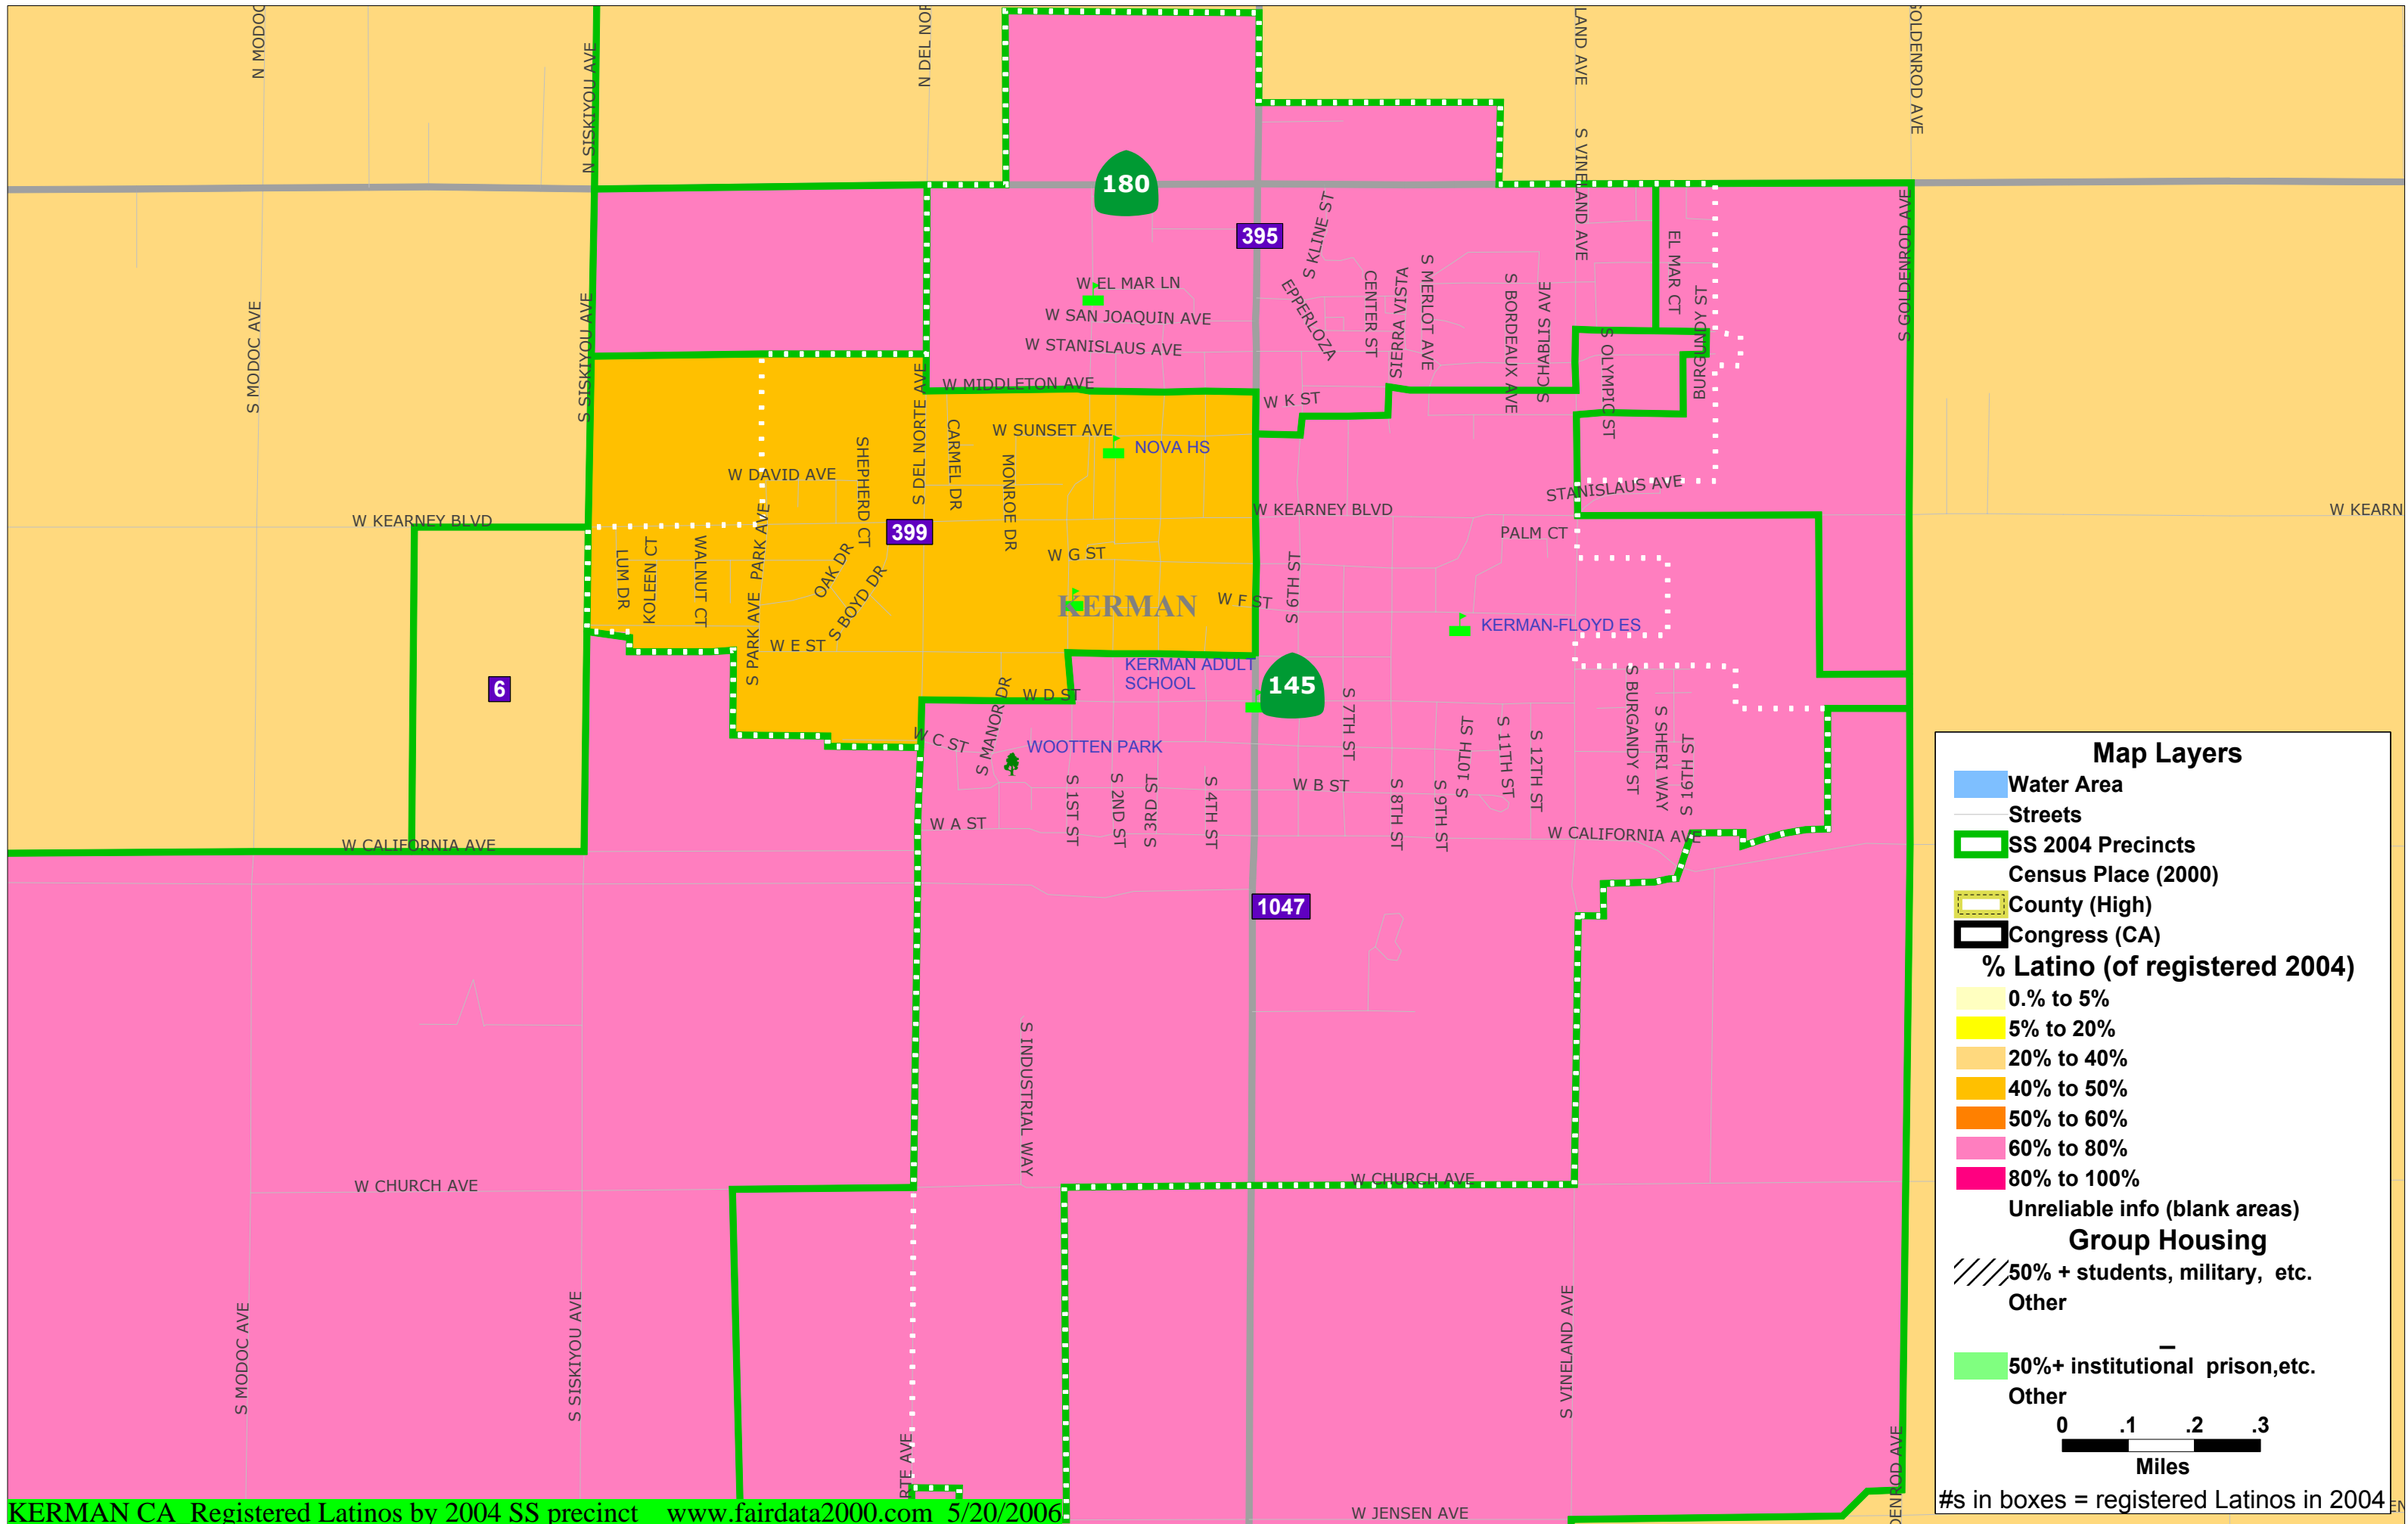 N MODOC
N SISKIYOU AVE
N DEL NOR
LAND AVE
GOLDENROD AVE
180
395
S VINELAND AVE
S KLINE ST
EL MAR CT
S GOLDENROD AVE
W EL MAR LN
W SAN JOAQUIN AVE
W STANISLAUS AVE
W MIDDLETON AVE
EPPERLOZA
CENTER ST
SIERRA VISTA
S MERLOT AVE
S BORDEAUX AVE
S CHABLIS AVE
S OLYMPIC ST
BURGUNDY ST
S MODOC AVE
S SISKIYOU AVE
W K ST
W SUNSET AVE
NOVA HS
W DAVID AVE
SHEPHERD CT
S DEL NORTE AVE
CARMEL DR
MONROE DR
STANISLAUS AVE
W KEARNEY BLVD
W KEARNEY BLVD
W KEARN
PALM CT
399
W G ST
LUM DR
KOLEEN CT
WALNUT CT
PARK AVE
OAK DR
S BOYD DR
S 6TH ST
KERMAN
W F ST
KERMAN-FLOYD ES
S PARK AVE
W E ST
6
KERMAN ADULT
SCHOOL
145
W D ST
S MANOR DR
W C ST
WOOTTEN PARK
S 7TH ST
S 10TH ST
S 11TH ST
S 12TH ST
S BURGANDY ST
S SHERI WAY
S 16TH ST
S 1ST ST
S 2ND ST
S 3RD ST
S 4TH ST
W B ST
S 8TH ST
S 9TH ST
W A ST
W CALIFORNIA AVE
W CALIFORNIA AVE
1047
S INDUSTRIAL WAY
W CHURCH AVE
W CHURCH AVE
S MODOC AVE
S SISKIYOU AVE
RTE AVE
S VINELAND AVE
DENROD AVE
W JENSEN AVE
EN
Map Layers
Water Area
Streets
SS 2004 Precincts
Census Place (2000)
County (High)
Congress (CA)
% Latino (of registered 2004)
0.% to 5%
5% to 20%
20% to 40%
40% to 50%
50% to 60%
60% to 80%
80% to 100%
Unreliable info (blank areas)
Group Housing
50% + students, military, etc.
Other
50%+ institutional prison,etc.
Other
0 .1 .2 .3
Miles
#s in boxes = registered Latinos in 2004
KERMAN CA Registered Latinos by 2004 SS precinct www.fairdata2000.com 5/20/2006